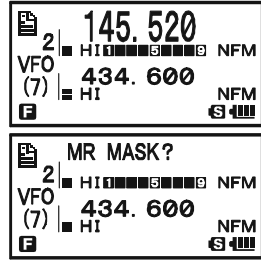 145. 520
2
HI 1 5 9 NFM
VFO
434. 600
(7)
HI NFM
F S
MR MASK?
2
HI 1 5 9 NFM
VFO
434. 600
(7)
HI NFM
F S